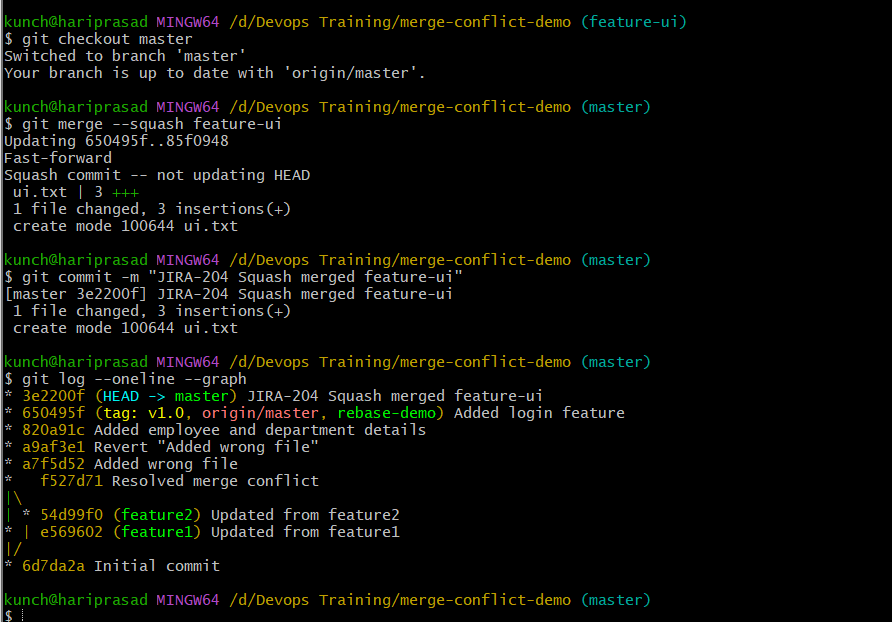 kunch@hariprasad MINGW64 /d/Devops Training/merge-conflict-demo (feature-ui)
$ git checkout master
Switched to branch 'master'
Your branch is up to date with 'origin/master'.
kunch@hariprasad MINGW64 /d/Devops Training/merge-conflict-demo (master)
$ git merge --squash feature-ui
Updating 650495f..85f0948
Fast-forward
Squash commit -- not updating HEAD
 ui.txt | 3 +++
 1 file changed, 3 insertions(+)
 create mode 100644 ui.txt
kunch@hariprasad MINGW64 /d/Devops Training/merge-conflict-demo (master)
$ git commit -m "JIRA-204 Squash merged feature-ui"
[master 3e2200f] JIRA-204 Squash merged feature-ui
 1 file changed, 3 insertions(+)
 create mode 100644 ui.txt
kunch@hariprasad MINGW64 /d/Devops Training/merge-conflict-demo (master)
$ git log --oneline --graph
* 3e2200f (HEAD -> master) JIRA-204 Squash merged feature-ui
* 650495f (tag: v1.0, origin/master, rebase-demo) Added login feature
* 820a91c Added employee and department details
* a9af3e1 Revert "Added wrong file"
* a7f5d52 Added wrong file
*   f527d71 Resolved merge conflict
|\
| * 54d99f0 (feature2) Updated from feature2
* | e569602 (feature1) Updated from feature1
|/
* 6d7da2a Initial commit
kunch@hariprasad MINGW64 /d/Devops Training/merge-conflict-demo (master)
$